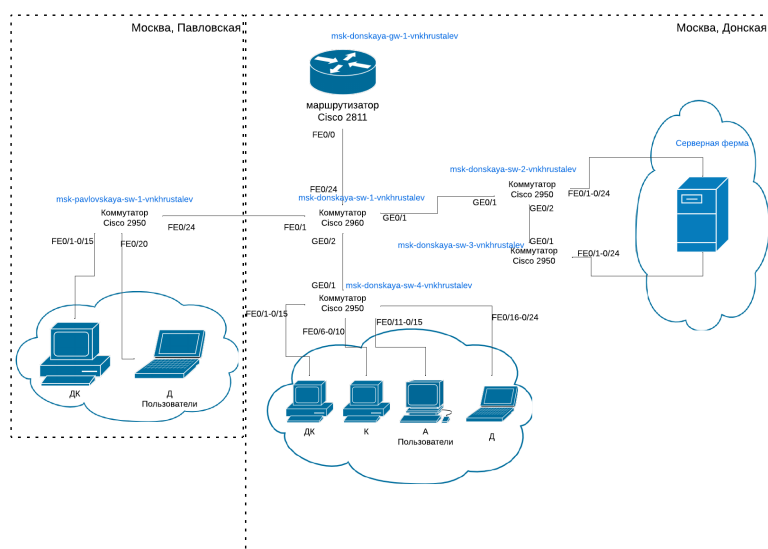 Москва, Павловская
Москва, Донская
msk-donskaya-gw-1-vnkhrustalev
маршрутизатор
Cisco 2811
FE0/0
Серверная ферма
msk-donskaya-sw-2-vnkhrustalev
Коммутатор
Cisco 2950
FE0/1-0/24
GE0/1
GE0/2
msk-pavlovskaya-sw-1-vnkhrustalev
Коммутатор
Cisco 2950
FE0/24
FE0/1-0/15
FE0/20
FE0/24
msk-donskaya-sw-1-vnkhrustalev
Коммутатор
Cisco 2960
FE0/1
GE0/1
GE0/2
msk-donskaya-sw-3-vnkhrustalev
GE0/1
Коммутатор
Cisco 2950
FE0/1-0/24
GE0/1
msk-donskaya-sw-4-vnkhrustalev
Коммутатор
Cisco 2950
FE0/1-0/15
FE0/6-0/10
FE0/11-0/15
FE0/16-0/24
ДК
Д
Пользователи
ДК
К
А
Пользователи
Д